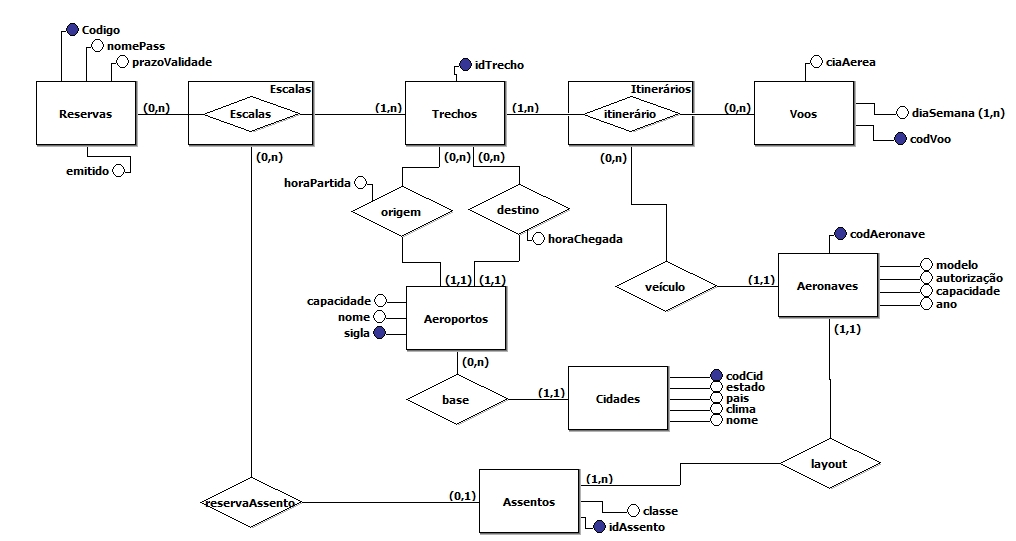 Codigo
nomePass
prazoValidade
idTrecho
ciaAerea
Escalas
Itinerários
Reservas
(0,n)
Escalas
(1,n)
Trechos
(1,n)
itinerário
(0,n)
Voos
diaSemana (1,n)
codVoo
emitido
(0,n)
(0,n)
(0,n)
(0,n)
horaPartida
origem
destino
horaChegada
codAeronave
capacidade
nome
sigla
(1,1)
(1,1)
Aeroportos
veículo
(1,1)
Aeronaves
modelo
autorização
capacidade
ano
(0,n)
(1,1)
base
(1,1)
Cidades
codCid
estado
pais
clima
nome
layout
reservaAssento
(0,1)
Assentos
(1,n)
classe
idAssento